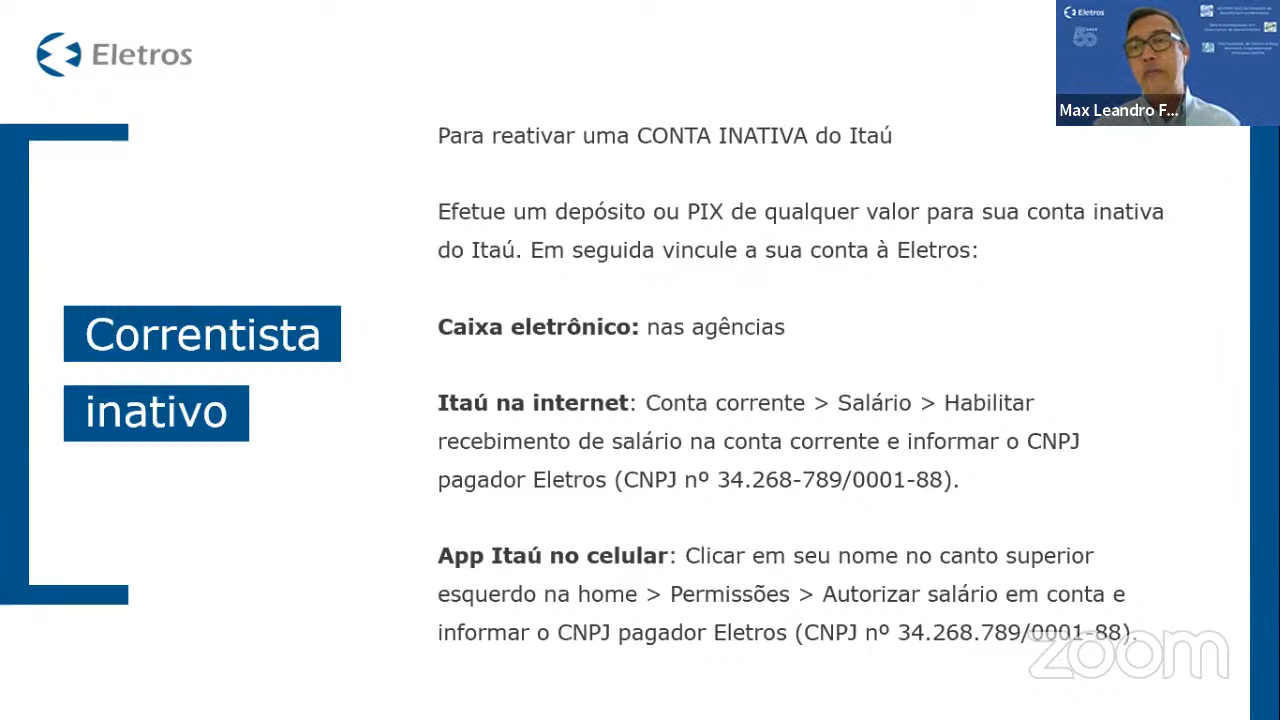 Eletros
Eletros
Max Leandro F...
Para reativar uma CONTA INATIVA do Itaú
Efetue um depósito ou PIX de qualquer valor para sua conta inativa
do Itaú. Em seguida vincule a sua conta à Eletros:
Correntista
inativo
Caixa eletrônico: nas agências
Itaú na internet: Conta corrente > Salário > Habilitar
recebimento de salário na conta corrente e informar o CNPJ
pagador Eletros (CNPJ nº 34.268-789/0001-88).
App Itaú no celular: Clicar em seu nome no canto superior
esquerdo na home > Permissões > Autorizar salário em conta e
informar o CNPJ pagador Eletros (CNPJ nº 34.268.789/0001-88).
zoom